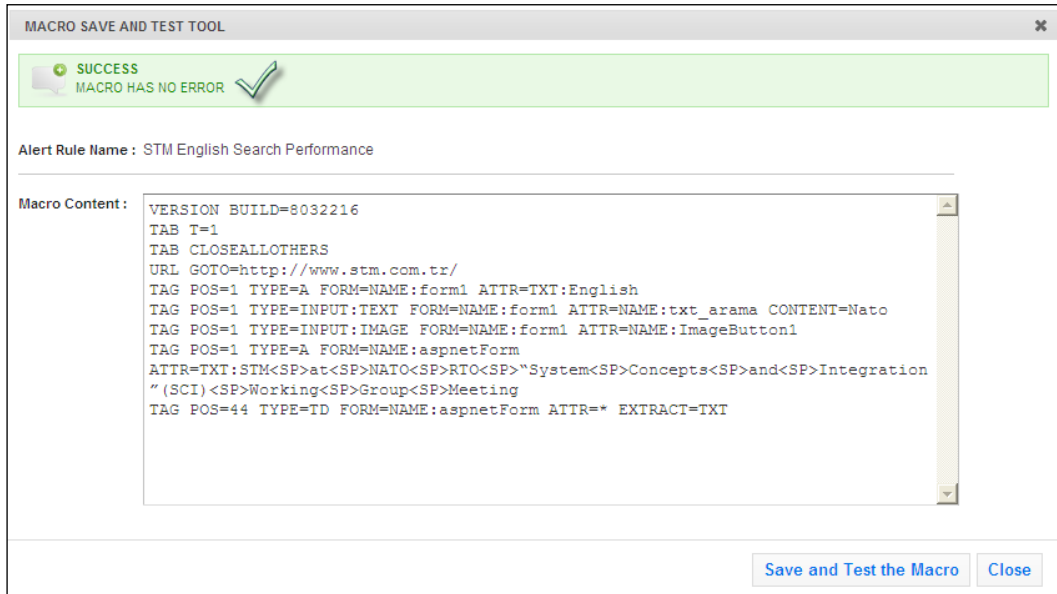 MACRO SAVE AND TEST TOOL
SUCCESS
MACRO HAS NO ERROR
Alert Rule Name : STM English Search Performance
Macro Content :
VERSION BUILD=8032216
TAB T=1
TAB CLOSEALLOTHERS
URL GOTO=http://www.stm.com.tr/
TAG POS=1 TYPE=A FORM=NAME:form1 ATTR=TXT:English
TAG POS=1 TYPE=INPUT:TEXT FORM=NAME:form1 ATTR=NAME:txt_arama CONTENT=Nato
TAG POS=1 TYPE=INPUT:IMAGE FORM=NAME:form1 ATTR=NAME:ImageButton1
TAG POS=1 TYPE=A FORM=NAME:aspnetForm
ATTR=TXT:STM<SP>at<SP>NATO<SP>RTO<SP>“System<SP>Concepts<SP>and<SP>Integration
”(SCI)<SP>Working<SP>Group<SP>Meeting
TAG POS=44 TYPE=TD FORM=NAME:aspnetForm ATTR=* EXTRACT=TXT
Save and Test the Macro
Close